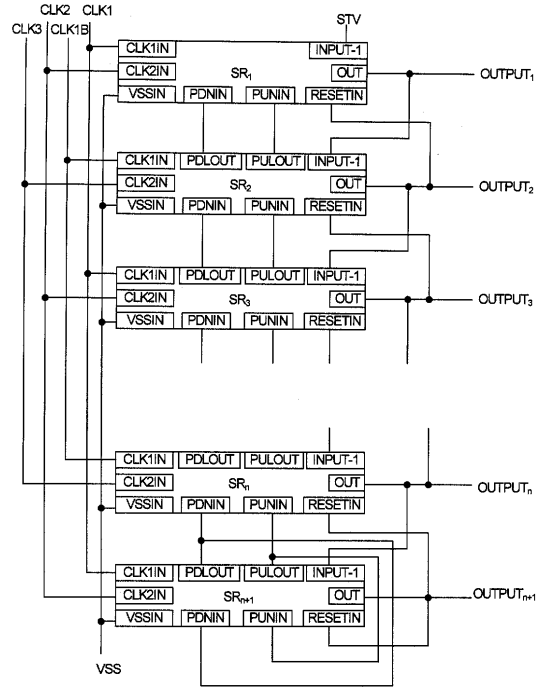 CLK2 CLK1
CLK3 CLK1B
STV
CLK1IN INPUT-1
CLK2IN SR1 OUT OUTPUT1
VSSIN PDNIN PUNIN RESETIN
CLK1IN PDLOUT PULOUT INPUT-1
CLK2IN SR2 OUT OUTPUT2
VSSIN PDNIN PUNIN RESETIN
CLK1IN PDLOUT PULOUT INPUT-1
CLK2IN SR3 OUT OUTPUT3
VSSIN PDNIN PUNIN RESETIN
CLK1IN PDLOUT PULOUT INPUT-1
CLK2IN SRn OUT OUTPUTn
VSSIN PDNIN PUNIN RESETIN
CLK1IN PDLOUT PULOUT INPUT-1
CLK2IN SRn+1 OUT OUTPUTn+1
VSSIN PDNIN PUNIN RESETIN
VSS